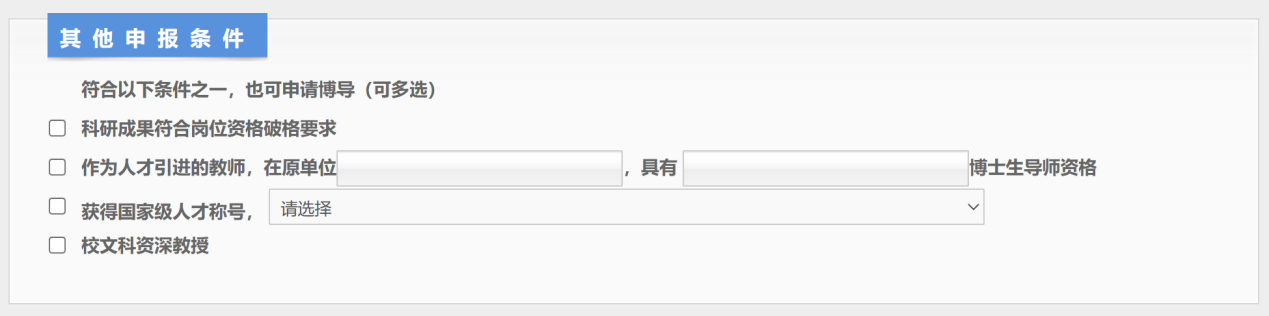 其他申报条件
符合以下条件之一，也可申请博导（可多选）
科研成果符合岗位资格破格要求
作为人才引进的教师，在原单位 ，具有 博士生导师资格
获得国家级人才称号， 请选择
校文科资深教授